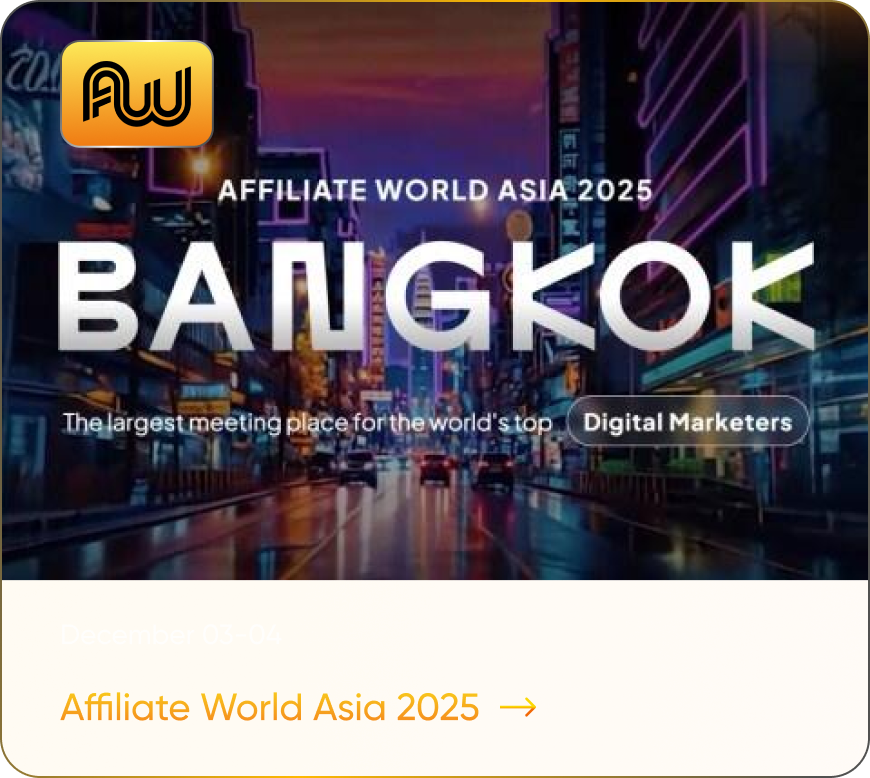 AW
AFFILIATE WORLD ASIA 2025
BANGKOK
The largest meeting place for the world's top Digital Marketers
December 03-04
Affiliate World Asia 2025 →